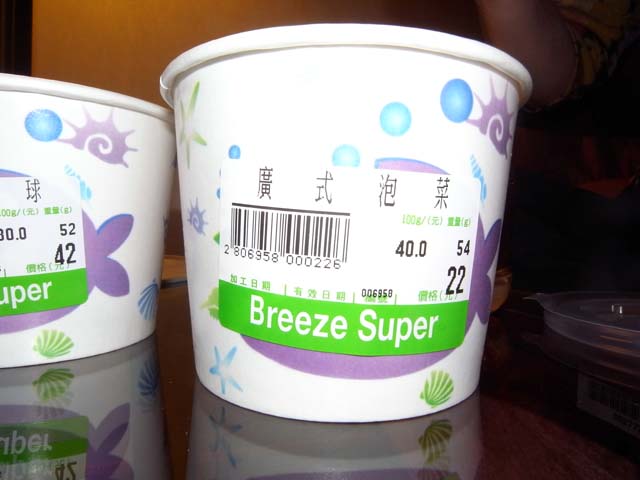 球
100g/(元) 重量(g)
80.0 52
價格(元)
42
uper
廣式泡菜
100g/(元) 重量(g)
40.0 54
2 806958 000226
加工日期 有效日期 006958 價格(元)
22
Breeze Super